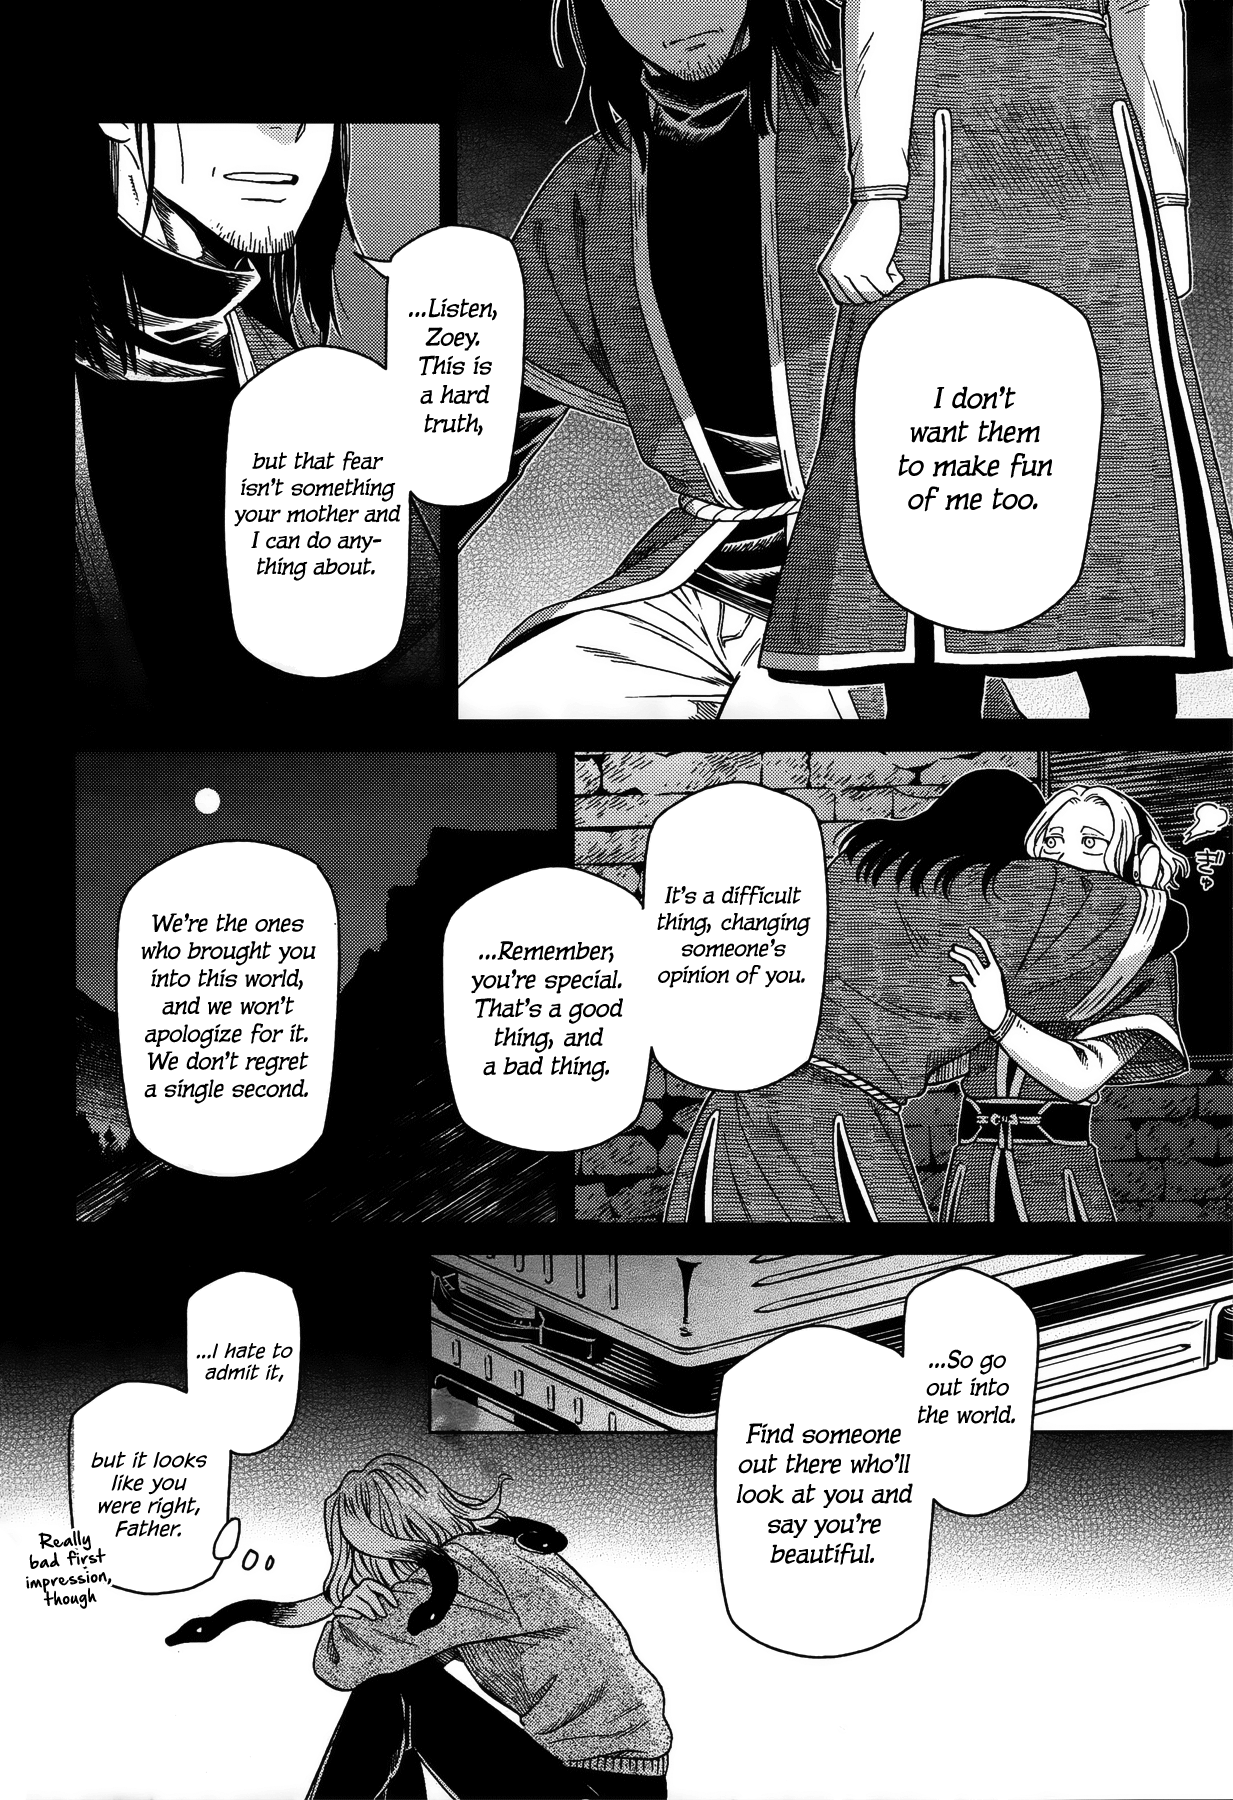 I don't
want them
to make fun
of me too.
...Listen,
Zoey.
This is
a hard
truth,
but that fear
isn't something
your mother and
I can do any-
thing about.
ギュ
It's a difficult
thing, changing
someone's
opinion of you.
...Remember,
you're special.
That's a good
thing, and
a bad thing.
We're the ones
who brought you
into this world,
and we won't
apologize for it.
We don't regret
a single second.
...So go
out into
the world.
Find someone
out there who'll
look at you and
say you're
beautiful.
...I hate to
admit it,
but it looks
like you
were right,
Father.
Really
bad first
impression,
though